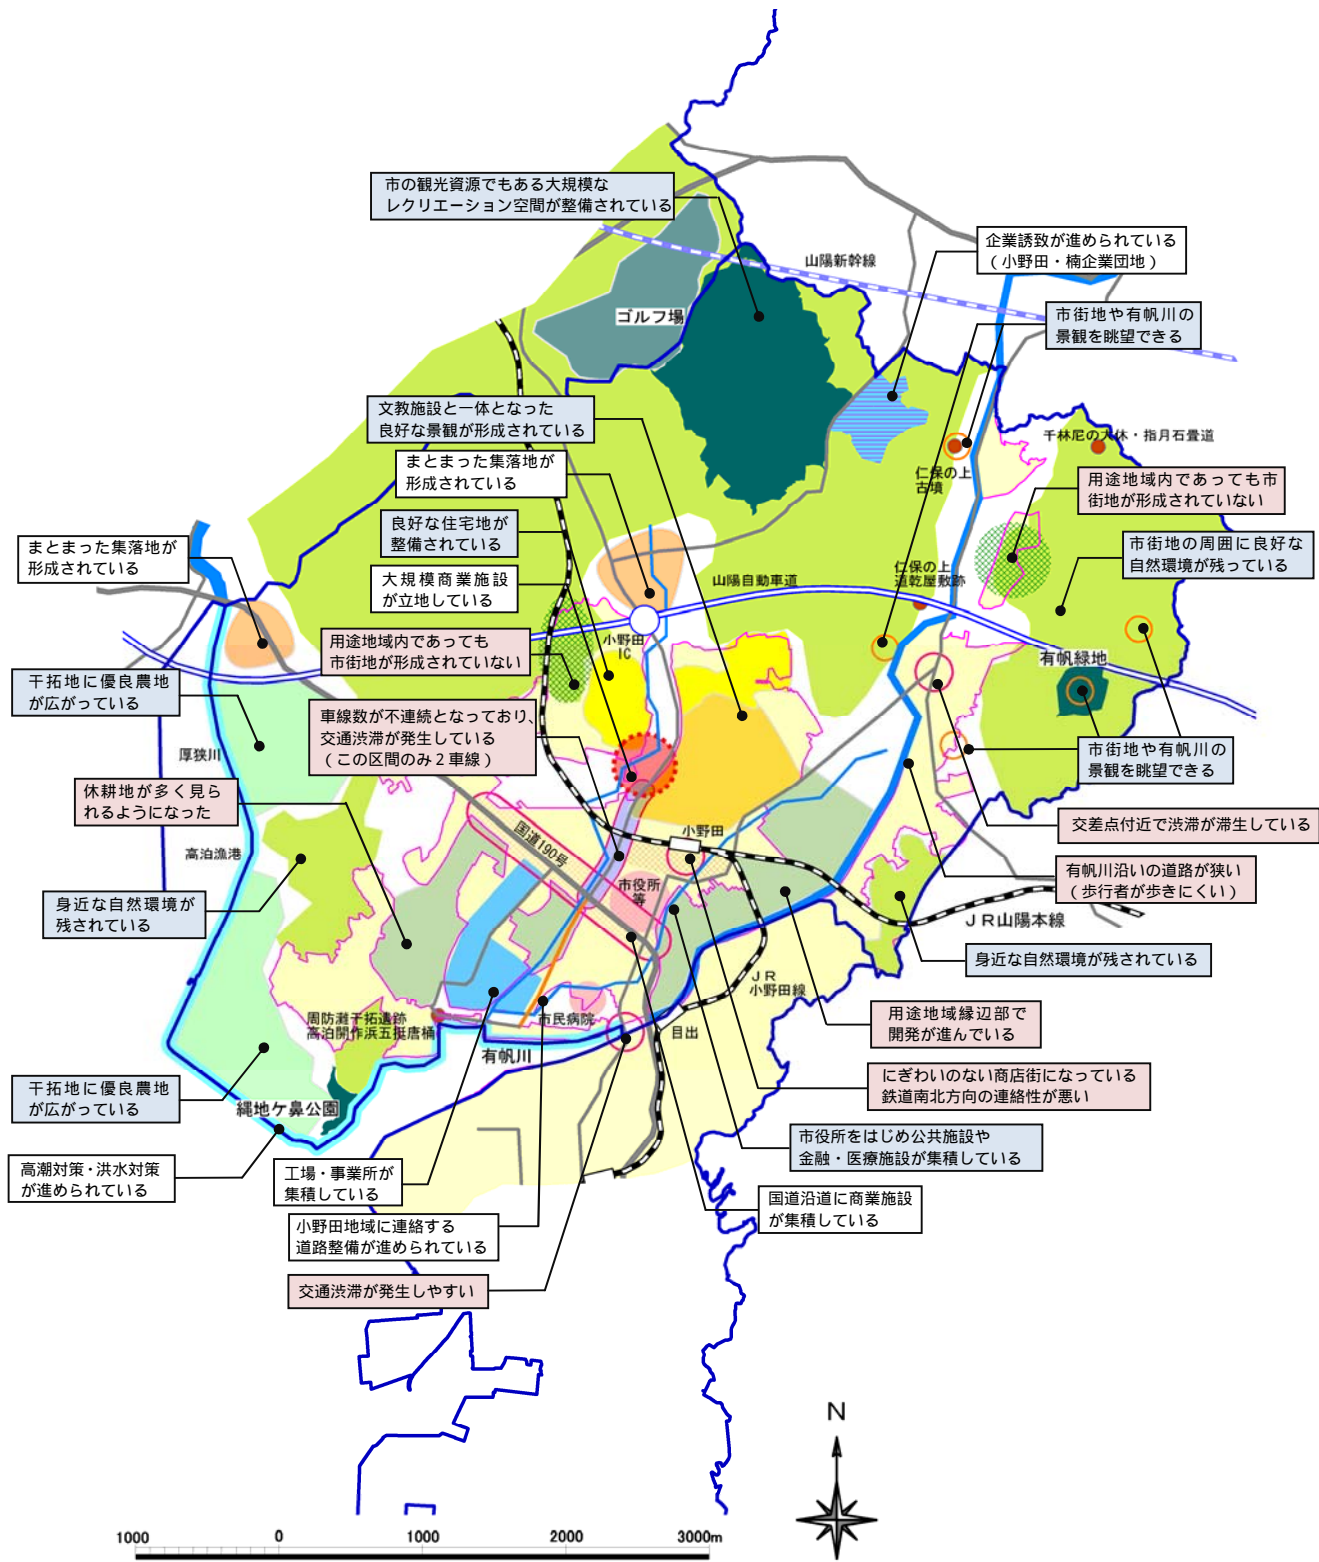 市の観光資源でもある大規模な
レクリエーション空間が整備されている
山陽新幹線
企業誘致が進められている
（小野田・楠企業団地）
ゴルフ場
市街地や有帆川の
景観を眺望できる
文教施設と一体となった
良好な景観が形成されている
千林尼の大休・指月石畳道
まとまった集落地が
形成されている
仁保の上
古墳
用途地域内であっても市
街地が形成されていない
良好な住宅地が
整備されている
まとまった集落地が
形成されている
市街地の周囲に良好な
自然環境が残っている
大規模商業施設
が立地している
山陽自動車道
仁保の上
道乾屋敷跡
用途地域内であっても
市街地が形成されていない
小野田
IC
有帆緑地
干拓地に優良農地
が広がっている
車線数が不連続となっており、
交通渋滞が発生している
（この区間のみ２車線）
厚狭川
市街地や有帆川の
景観を眺望できる
休耕地が多く見ら
れるようになった
国道190号
小野田
交差点付近で渋滞が滞生している
高泊漁港
有帆川沿いの道路が狭い
（歩行者が歩きにくい）
市役所
等
身近な自然環境が
残されている
ＪＲ山陽本線
身近な自然環境が残されている
ＪＲ
小野田線
周防灘干拓遺跡
高泊開作浜五挺唐樋
市民病院
用途地域縁辺部で
開発が進んでいる
目出
有帆川
にぎわいのない商店街になっている
鉄道南北方向の連絡性が悪い
干拓地に優良農地
が広がっている
縄地ケ鼻公園
市役所をはじめ公共施設や
金融・医療施設が集積している
高潮対策・洪水対策
が進められている
工場・事業所が
集積している
国道沿道に商業施設
が集積している
小野田地域に連絡する
道路整備が進められている
交通渋滞が発生しやすい
N
1000 0 1000 2000 3000m